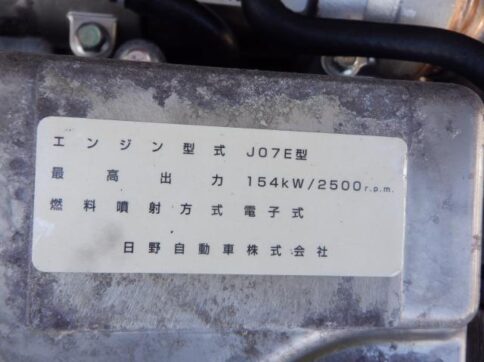 エンジン型式 J07E型
最高出力 154kW/2500r.p.m.
燃料噴射方式 電子式
日野自動車株式会社